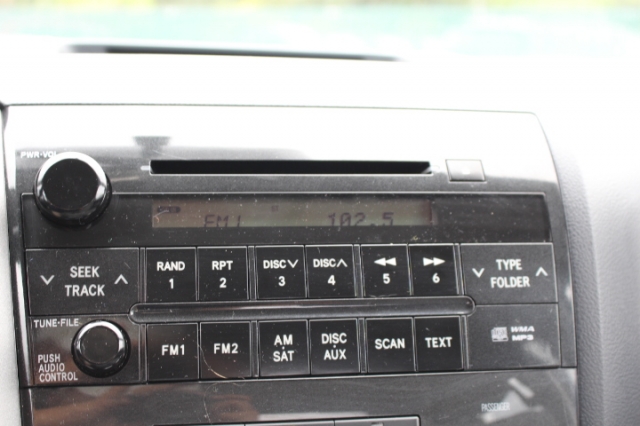 PWR•VOL
FM1 102.5
SEEK TRACK
RAND 1
RPT 2
DISC 3
DISC 4
5
6
TYPE FOLDER
TUNE•FILE
PUSH AUDIO CONTROL
FM1
FM2
AM SAT
DISC AUX
SCAN
TEXT
WMA
MP3
PASSENGER